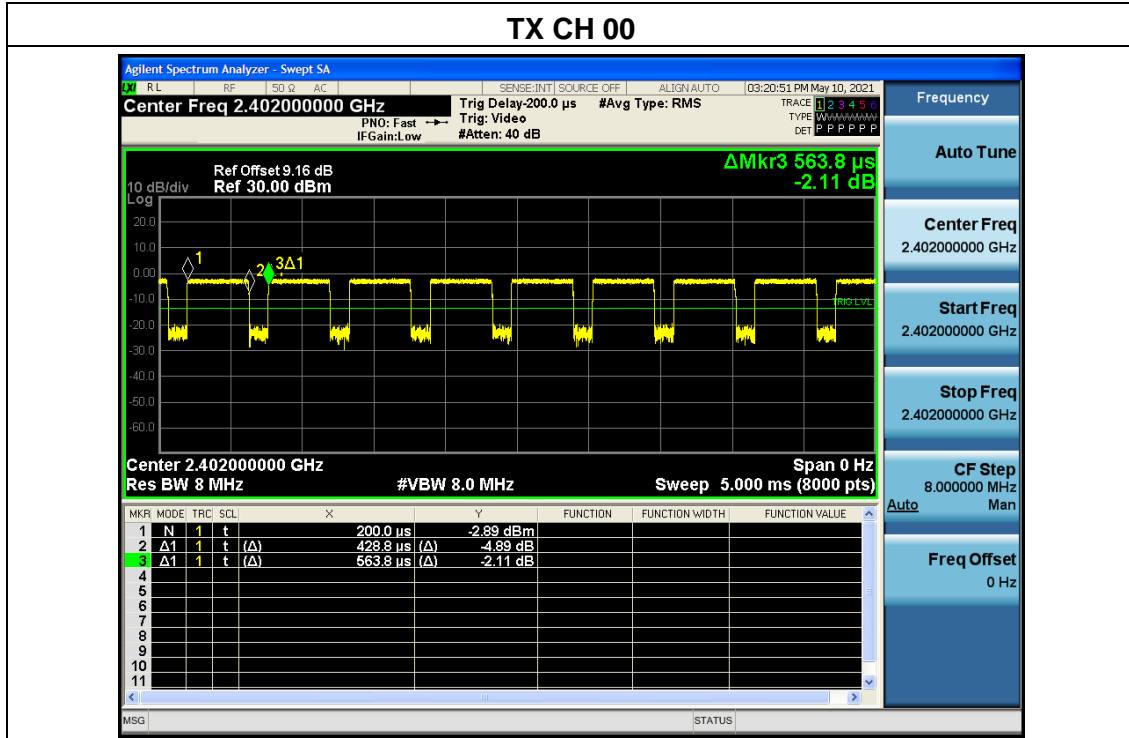 TX CH 00
Agilent Spectrum Analyzer - Swept SA
LXI RL RF 50 Ω AC SENSE:INT SOURCE OFF ALIGN AUTO 03:20:51 PM May 10, 2021
Center Freq 2.402000000 GHz
PNO: Fast
IFGain:Low
Trig Delay-200.0 µs
Trig: Video
#Atten: 40 dB
#Avg Type: RMS
TRACE 1 2 3 4 5 6
TYPE WWWWWW
DET P P P P P P
ΔMkr3 563.8 µs
-2.11 dB
Ref Offset 9.16 dB
10 dB/div Ref 30.00 dBm
Log
20.0
10.0
0.00
-10.0
-20.0
-30.0
-40.0
-50.0
-60.0
1
2
3Δ1
TRIG LVL
Center 2.402000000 GHz Span 0 Hz
Res BW 8 MHz #VBW 8.0 MHz Sweep 5.000 ms (8000 pts)
MKR MODE TRC SCL X Y FUNCTION FUNCTION WIDTH FUNCTION VALUE
1 N 1 t 200.0 µs -2.89 dBm
2 Δ1 1 t (Δ) 428.8 µs (Δ) -4.89 dB
3 Δ1 1 t (Δ) 563.8 µs (Δ) -2.11 dB
4
5
6
7
8
9
10
11
MSG STATUS
Frequency
Auto Tune
Center Freq
2.402000000 GHz
Start Freq
2.402000000 GHz
Stop Freq
2.402000000 GHz
CF Step
8.000000 MHz
Auto Man
Freq Offset
0 Hz